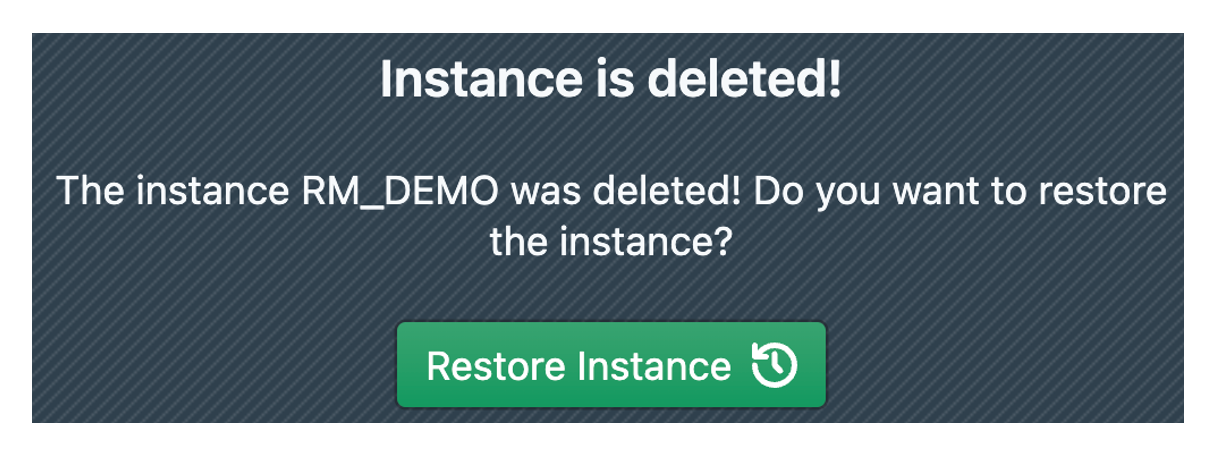 Instance is deleted!
The instance RM_DEMO was deleted! Do you want to restore
the instance?
Restore Instance